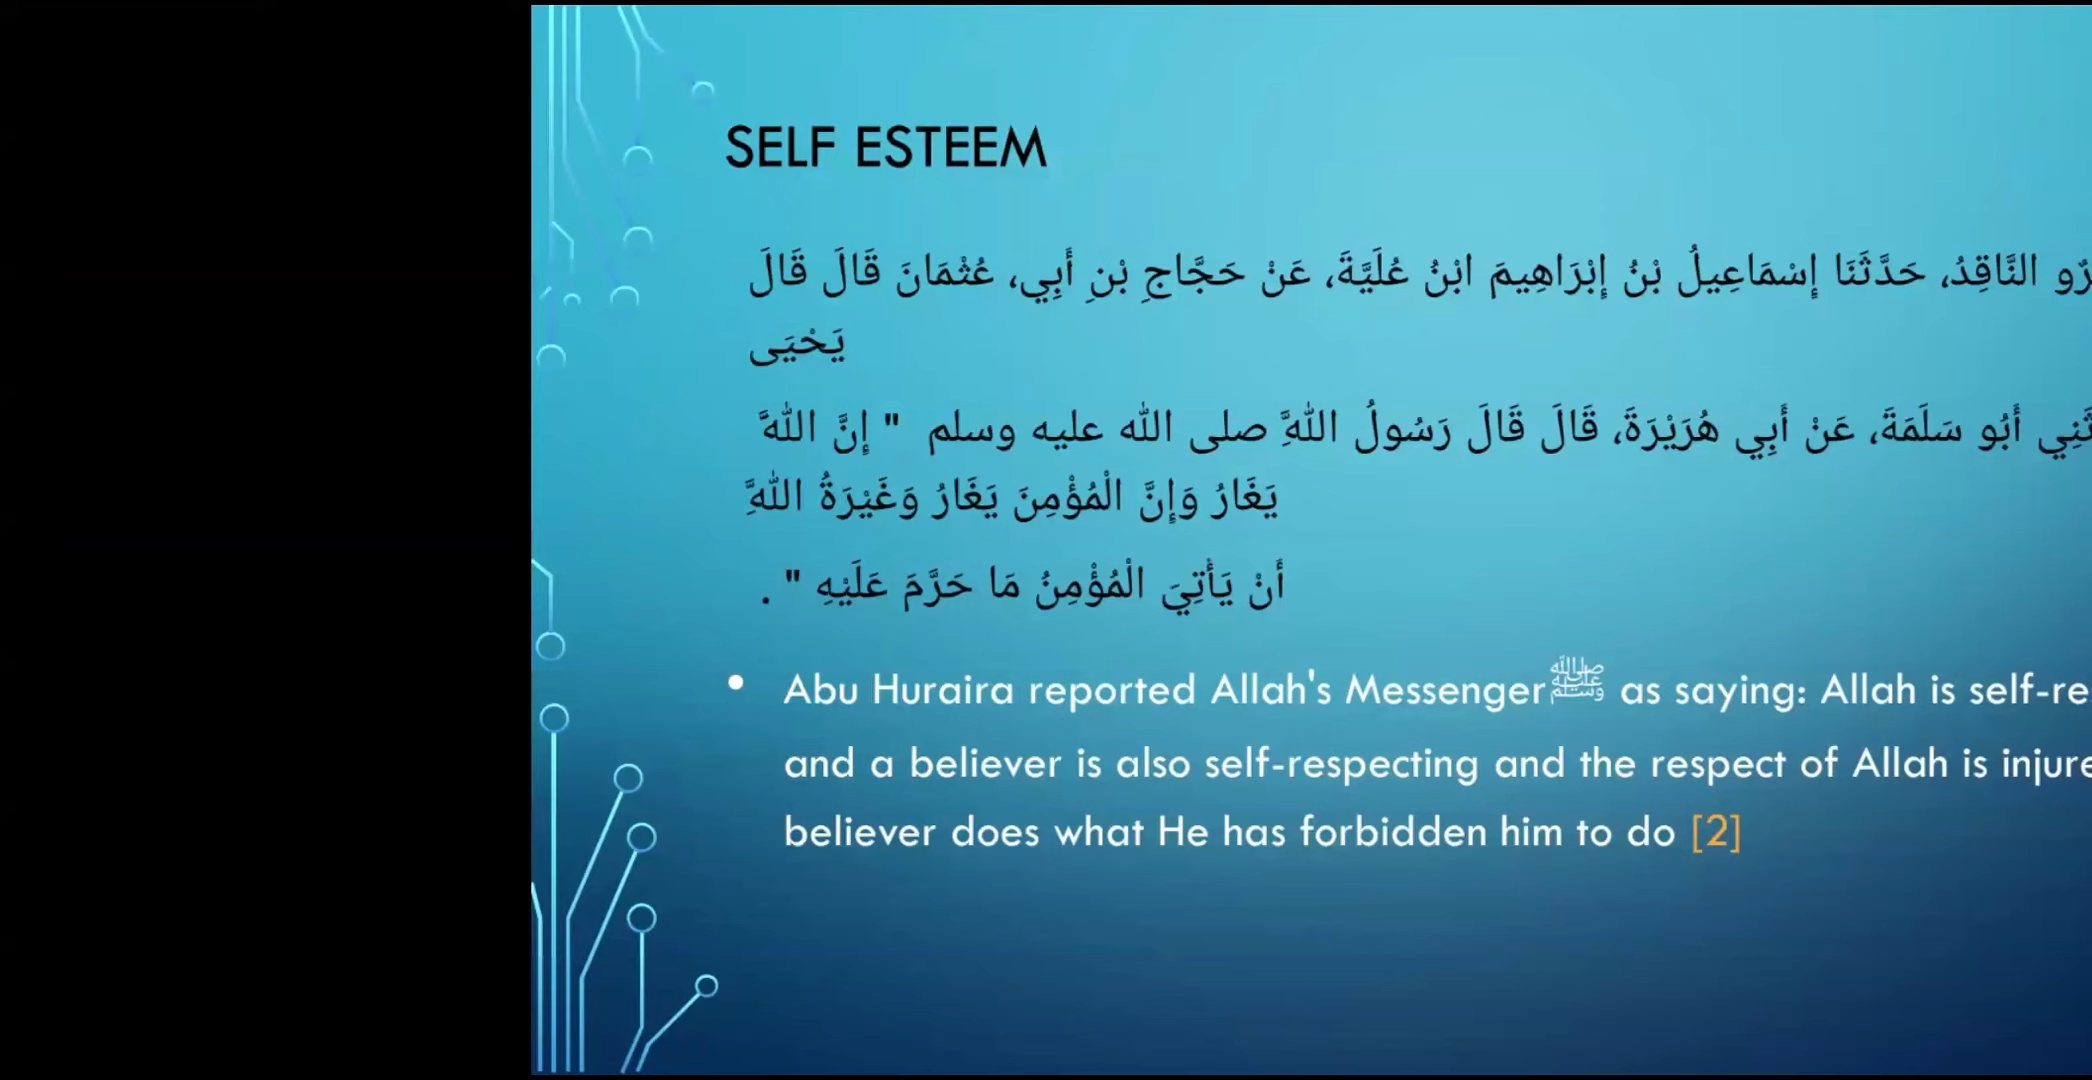 SELF ESTEEM
النَّاقِدُ، حَدَّثَنَا إِسْمَاعِيلُ بْنُ إِبْرَاهِيمَ ابْنُ عُلَيَّةَ، عَنْ حَجَّاجِ بْنِ أَبِي، عُثْمَانَ قَالَ قَالَ
يَحْيَى
أَبُو سَلَمَةَ، عَنْ أَبِي هُرَيْرَةَ، قَالَ قَالَ رَسُولُ اللَّهِ صلى الله عليه وسلم " إِنَّ اللَّهَ
يَغَارُ وَإِنَّ الْمُؤْمِنَ يَغَارُ وَغَيْرَةُ اللَّهِ
أَنْ يَأْتِيَ الْمُؤْمِنُ مَا حَرَّمَ عَلَيْهِ " .
• Abu Huraira reported Allah's Messengerﷺ as saying: Allah is self-re
and a believer is also self-respecting and the respect of Allah is injure
believer does what He has forbidden him to do [2]